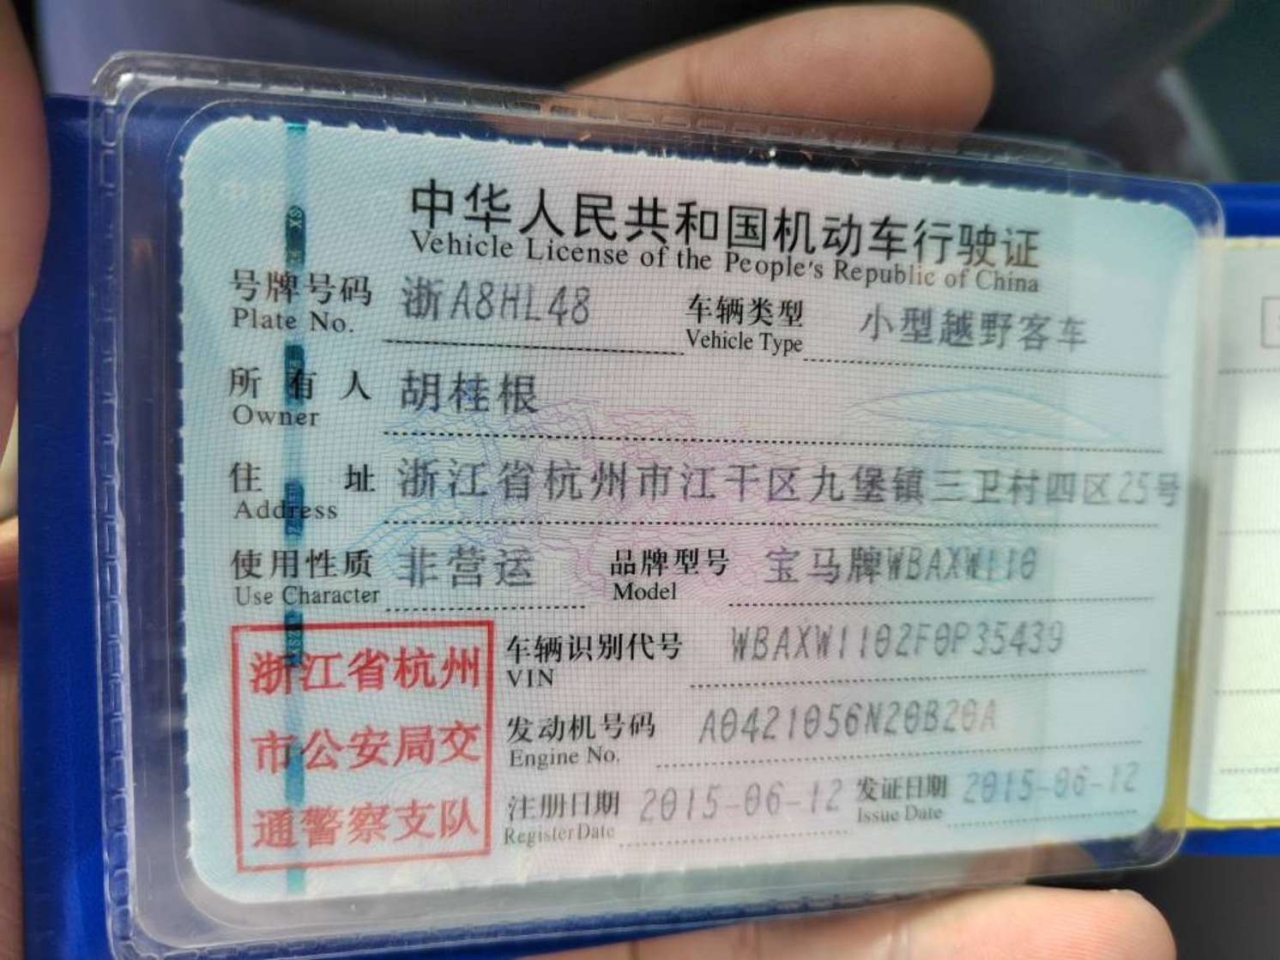 中华人民共和国机动车行驶证
Vehicle License of the People's Republic of China
号牌号码 浙A8HL48 车辆类型 小型越野客车
Plate No. Vehicle Type
所有人 胡桂根
Owner
住址 浙江省杭州市江干区九堡镇三卫村四区25号
Address
使用性质 非营运 品牌型号 宝马牌WBAXW110
Use Character Model
浙江省杭州
市公安局交
通警察支队
车辆识别代号 WBAXW1102F0P35439
VIN
发动机号码 A0421056N20B20A
Engine No.
注册日期 2015-06-12 发证日期 2015-06-12
Register Date Issue Date